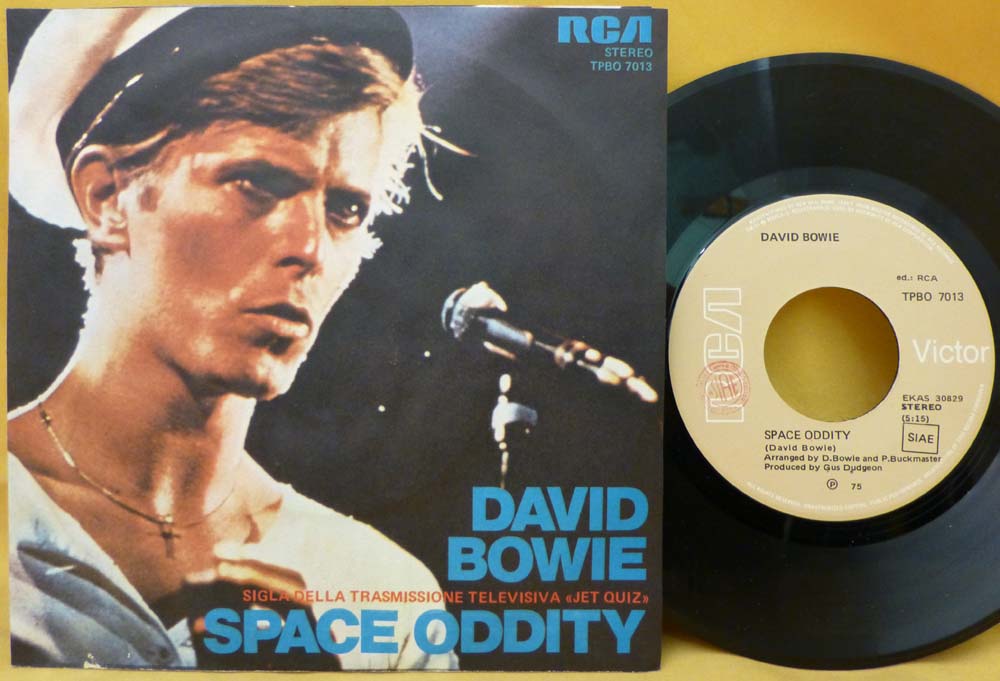 RCA
STEREO
TPBO 7013
DAVID
BOWIE
SIGLA DELLA TRASMISSIONE TELEVISIVA «JET QUIZ»
SPACE ODDITY
DAVID BOWIE
ed.: RCA
TPBO 7013
RCA
Victor
EKAS 30829
STEREO
(5:15)
SIAE
SPACE ODDITY
(David Bowie)
Arranged by D.Bowie and P.Buckmaster
Produced by Gus Dudgeon
Ⓟ 75